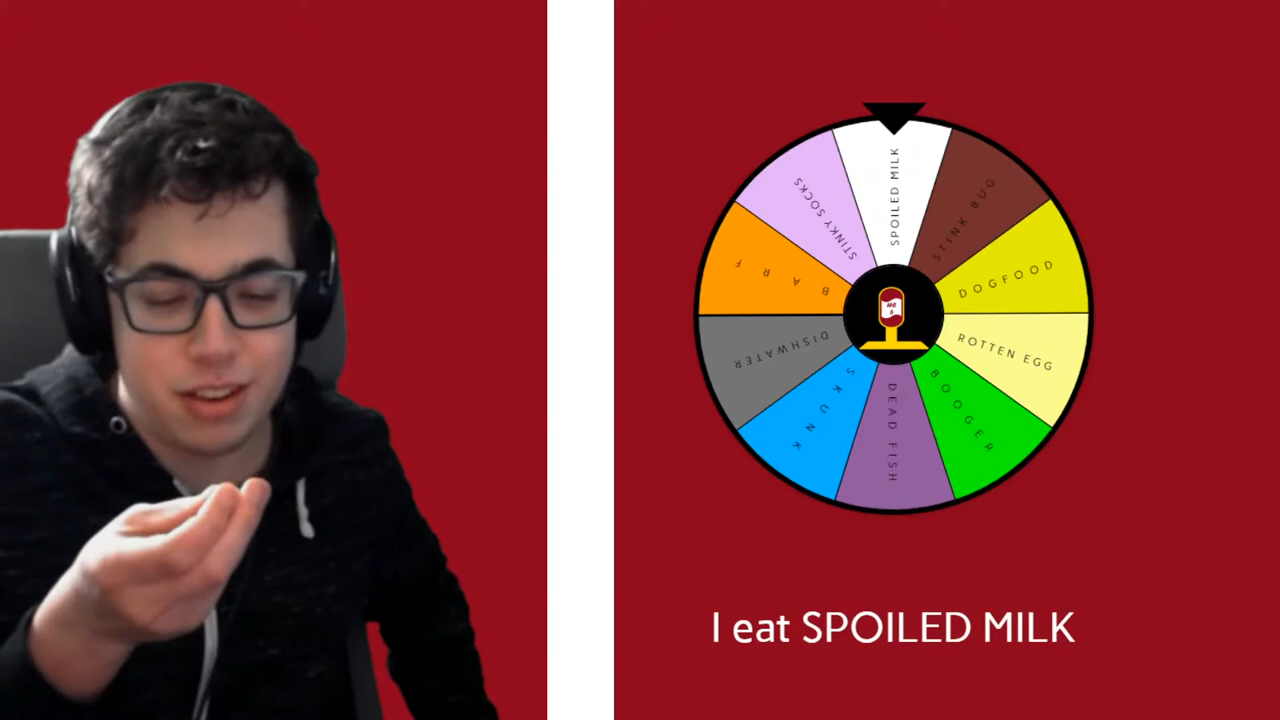 SPOILED MILK
STINK BUG
DOGFOOD
ROTTEN EGG
BOOGER
DEAD FISH
SKUNK
DISHWATER
BARF
STINKY SOCKS
I eat SPOILED MILK